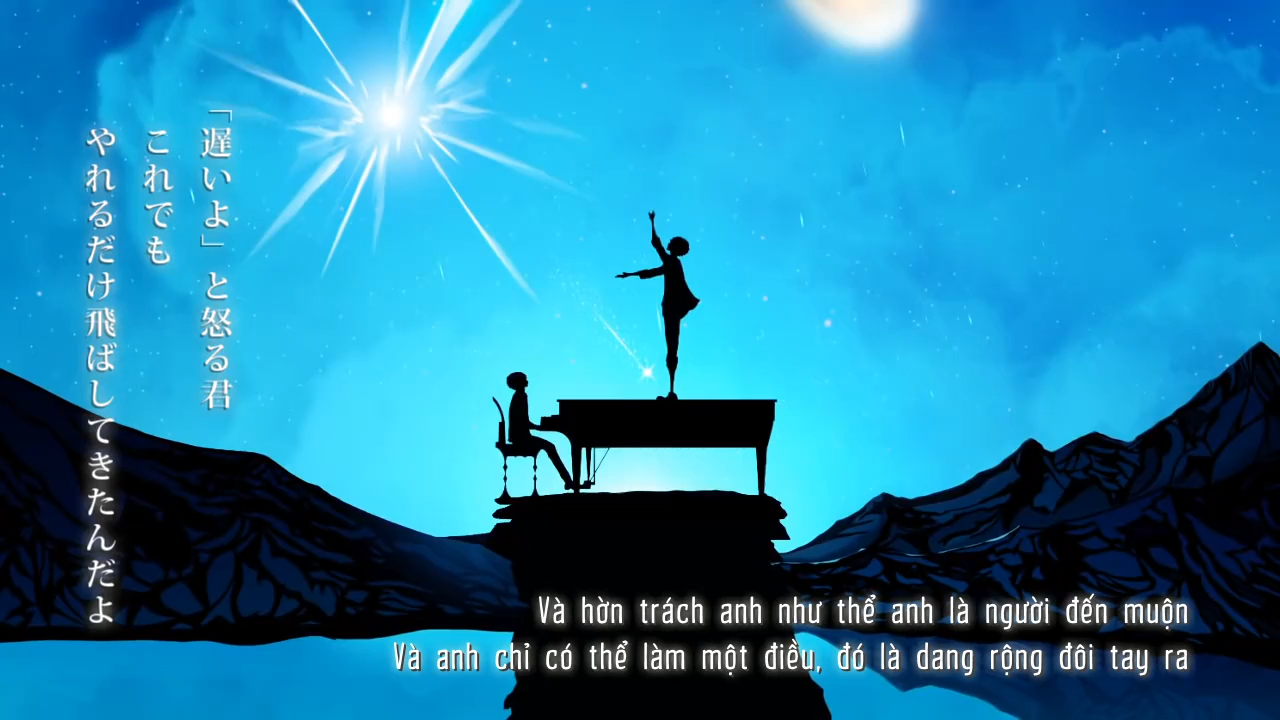 「遅いよ」と怒る君
これでも
やれるだけ飛ばしてきたんだよ
Và hờn trách anh như thể anh là người đến muộn
Và anh chỉ có thể làm một điều, đó là dang rộng đôi tay ra